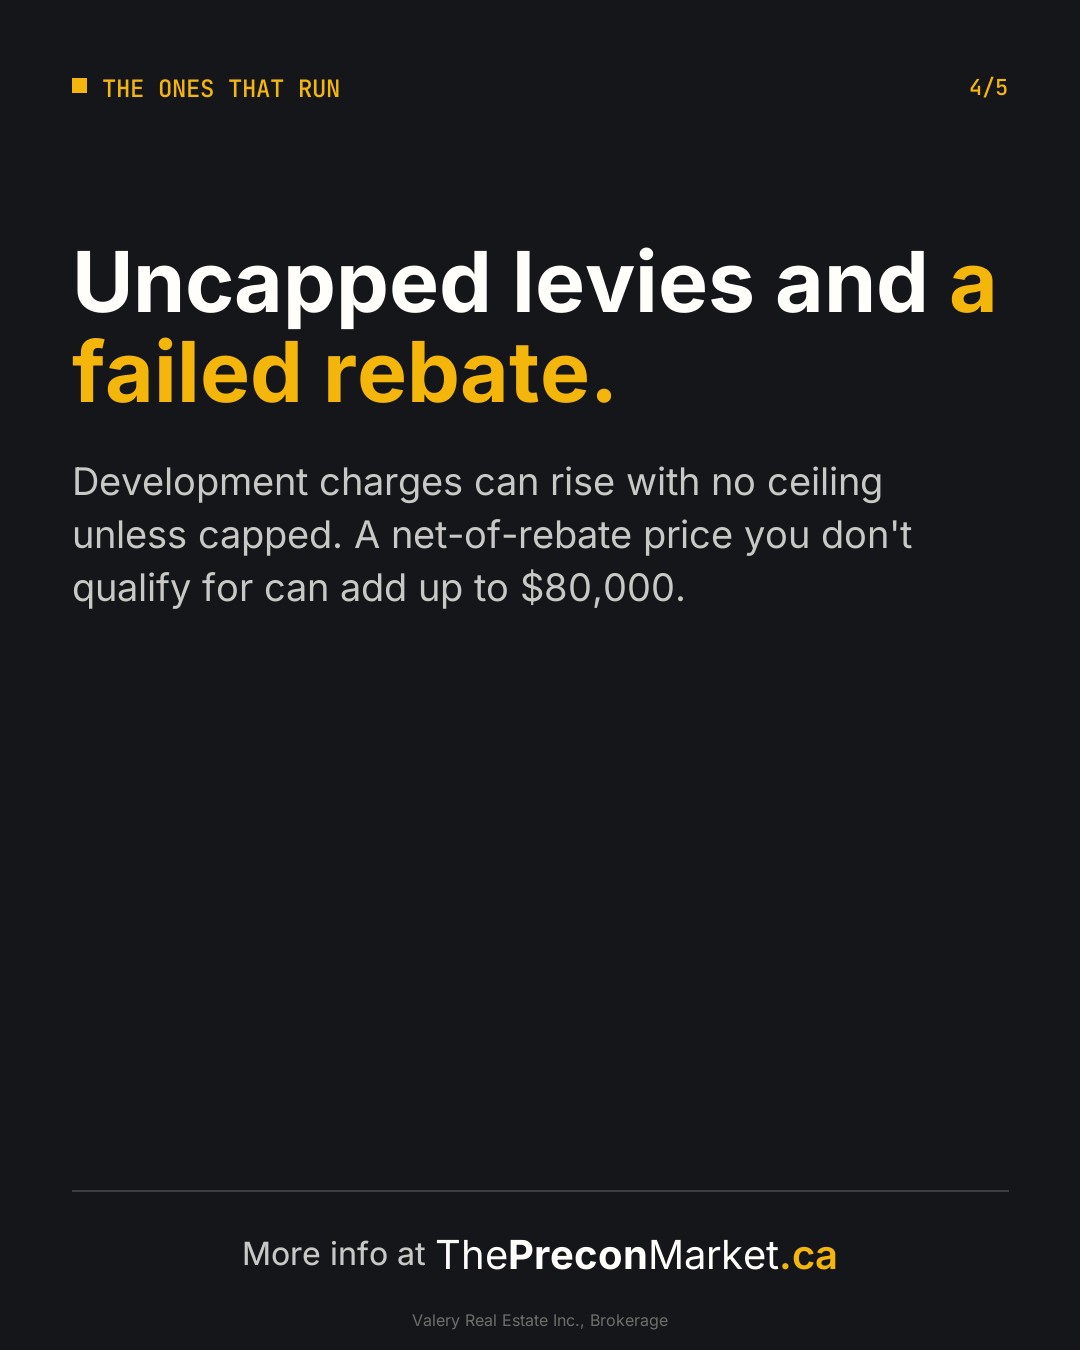 THE ONES THAT RUN
4/5
Uncapped levies and a
failed rebate.
Development charges can rise with no ceiling
unless capped. A net-of-rebate price you don't
qualify for can add up to $80,000.
More info at ThePreconMarket.ca
Valery Real Estate Inc., Brokerage